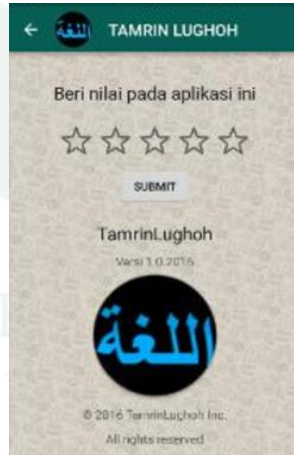 اللغة TAMRIN LUGHOH
Beri nilai pada aplikasi ini
SUBMIT
TamrinLughoh
Versi 1.0.2016
اللغة
© 2016 TamrinLughoh Inc.
All rights reserved